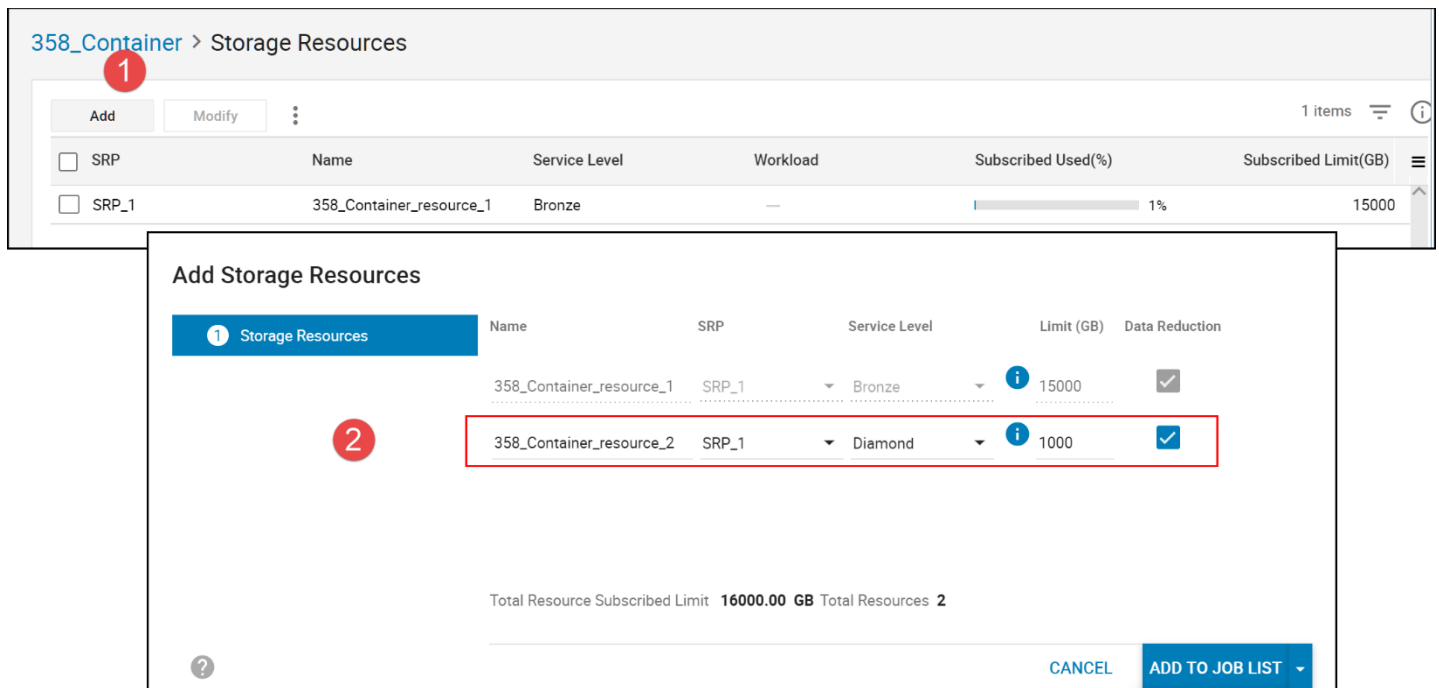 358_Container > Storage Resources
1
Add Modify 1 items
SRP Name Service Level Workload Subscribed Used(%) Subscribed Limit(GB)
SRP_1 358_Container_resource_1 Bronze — 1% 15000
Add Storage Resources
1 Storage Resources
Name SRP Service Level Limit (GB) Data Reduction
358_Container_resource_1 SRP_1 Bronze i 15000
2
358_Container_resource_2 SRP_1 Diamond i 1000
Total Resource Subscribed Limit 16000.00 GB Total Resources 2
? CANCEL ADD TO JOB LIST